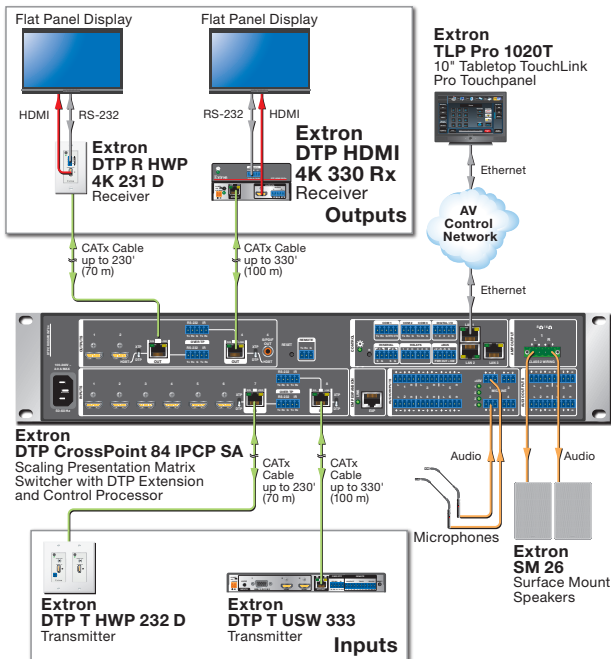 Flat Panel Display
Flat Panel Display
HDMI
RS-232
RS-232
HDMI
Extron
DTP R HWP
4K 231 D
Receiver
Extron
DTP HDMI
4K 330 Rx
Receiver
Outputs
Extron
TLP Pro 1020T
10" Tabletop TouchLink
Pro Touchpanel
Ethernet
AV
Control
Network
Ethernet
CATx Cable
up to 230'
(70 m)
CATx Cable
up to 330'
(100 m)
Extron
DTP CrossPoint 84 IPCP SA
Scaling Presentation Matrix
Switcher with DTP Extension
and Control Processor
CATx
Cable
up to 230'
(70 m)
CATx
Cable
up to 330'
(100 m)
Audio
Audio
Microphones
Extron
SM 26
Surface Mount
Speakers
Extron
DTP T HWP 232 D
Transmitter
Extron
DTP T USW 333
Transmitter
Inputs